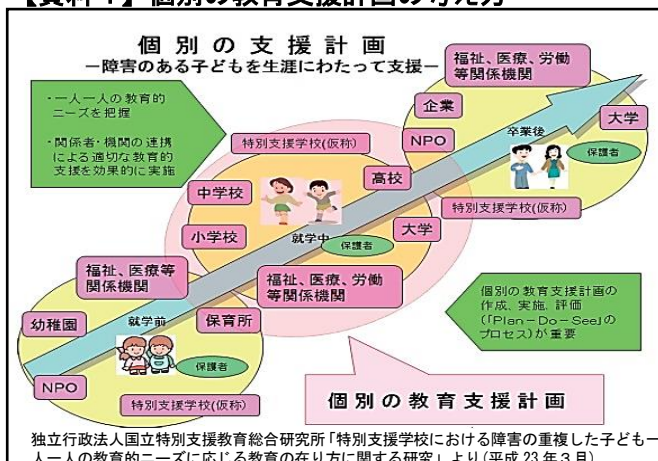 【資料1】個別の教育支援計画の考え方
個別の支援計画
－障害のある子どもを生涯にわたって支援－
・一人一人の教育的
ニーズを把握
・関係者・機関の連携
による適切な教育的
支援を効果的に実施
福祉、医療、労働
等関係機関
企業
NPO
卒業後
大学
保護者
特別支援学校(仮称)
特別支援学校(仮称)
中学校
高校
小学校
就学中
保護者
大学
福祉、医療、労働
等関係機関
福祉、医療等
関係機関
幼稚園
就学前
保育所
保護者
NPO
特別支援学校(仮称)
個別の教育支援計画の
作成、実施、評価
(「Plan－Do－See」の
プロセス)が重要
個別の教育支援計画
独立行政法人国立特別支援教育総合研究所「特別支援学校における障害の重複した子ども一
人一人の教育的ニーズに応じる教育の在り方に関する研究」より(平成23年3月)